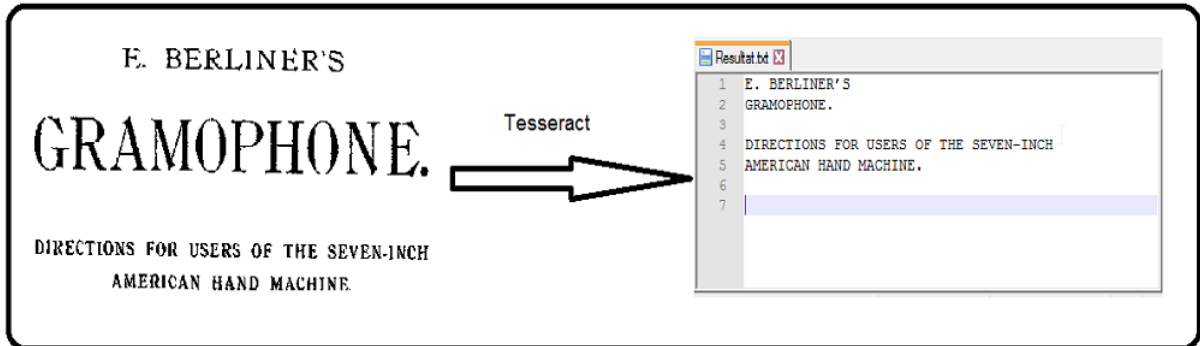 E. BERLINER'S
GRAMOPHONE.
DIRECTIONS FOR USERS OF THE SEVEN-INCH
AMERICAN HAND MACHINE.
Tesseract
Resultat.txt
1 E. BERLINER'S
2 GRAMOPHONE.
3
4 DIRECTIONS FOR USERS OF THE SEVEN-INCH
5 AMERICAN HAND MACHINE.
6
7